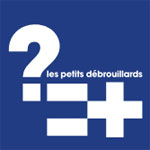 ?
les petits débrouillards
=+